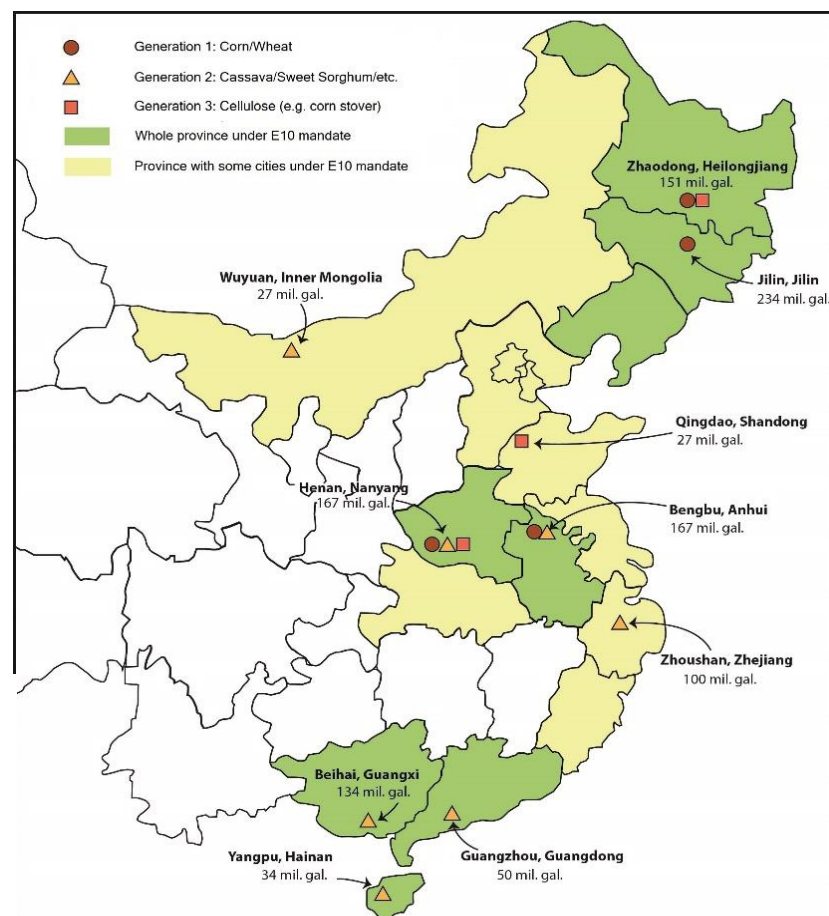 Generation 1: Corn/Wheat
Generation 2: Cassava/Sweet Sorghum/etc.
Generation 3: Cellulose (e.g. corn stover)
Whole province under E10 mandate
Province with some cities under E10 mandate
Zhaodong, Heilongjiang
151 mil. gal.
Wuyuan, Inner Mongolia
27 mil. gal.
Jilin, Jilin
234 mil. gal.
Qingdao, Shandong
27 mil. gal.
Henan, Nanyang
167 mil. gal.
Bengbu, Anhui
167 mil. gal.
Zhoushan, Zhejiang
100 mil. gal.
Beihai, Guangxi
134 mil. gal.
Yangpu, Hainan
34 mil. gal.
Guangzhou, Guangdong
50 mil. gal.